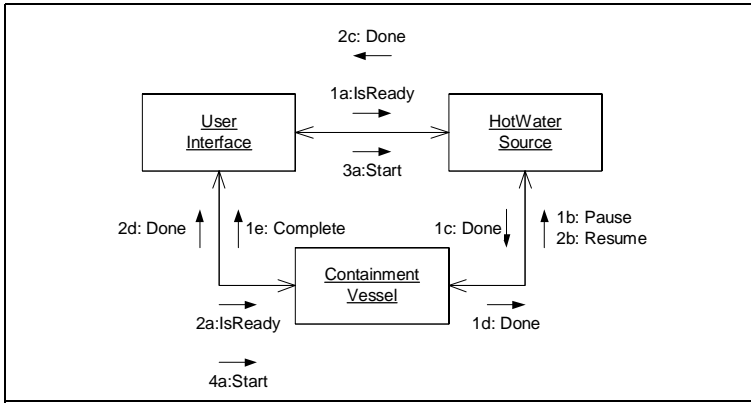 2c: Done
1a:IsReady
User
Interface
HotWater
Source
3a:Start
2d: Done
1e: Complete
1c: Done
1b: Pause
2b: Resume
Containment
Vessel
2a:IsReady
1d: Done
4a:Start